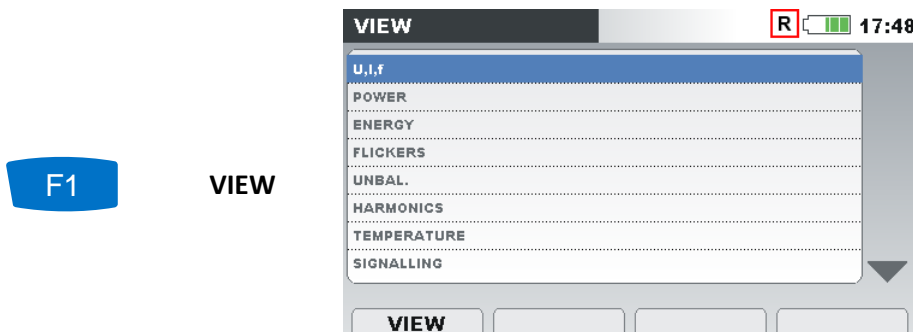 F1
VIEW
VIEW R 17:48
U,I,f
POWER
ENERGY
FLICKERS
UNBAL.
HARMONICS
TEMPERATURE
SIGNALLING
VIEW